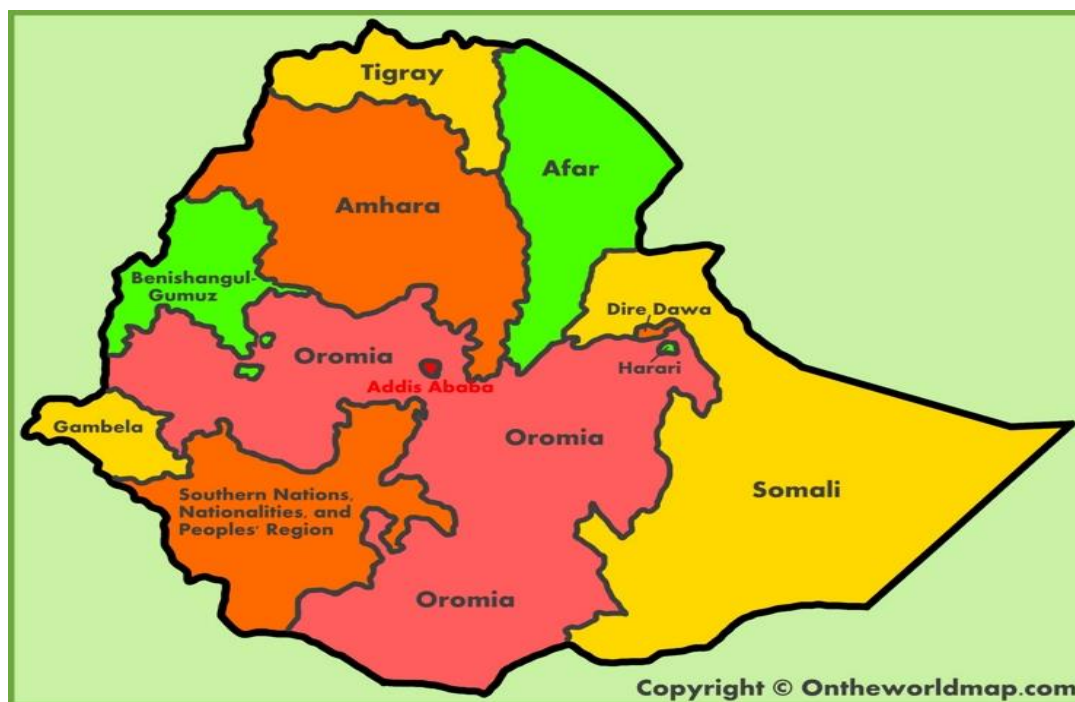 Tigray
Afar
Amhara
Benishangul-
Gumuz
Dire Dawa
Oromia
Harari
Addis Ababa
Gambela
Oromia
Somali
Southern Nations,
Nationalities, and
Peoples' Region
Oromia
Copyright © Ontheworldmap.com